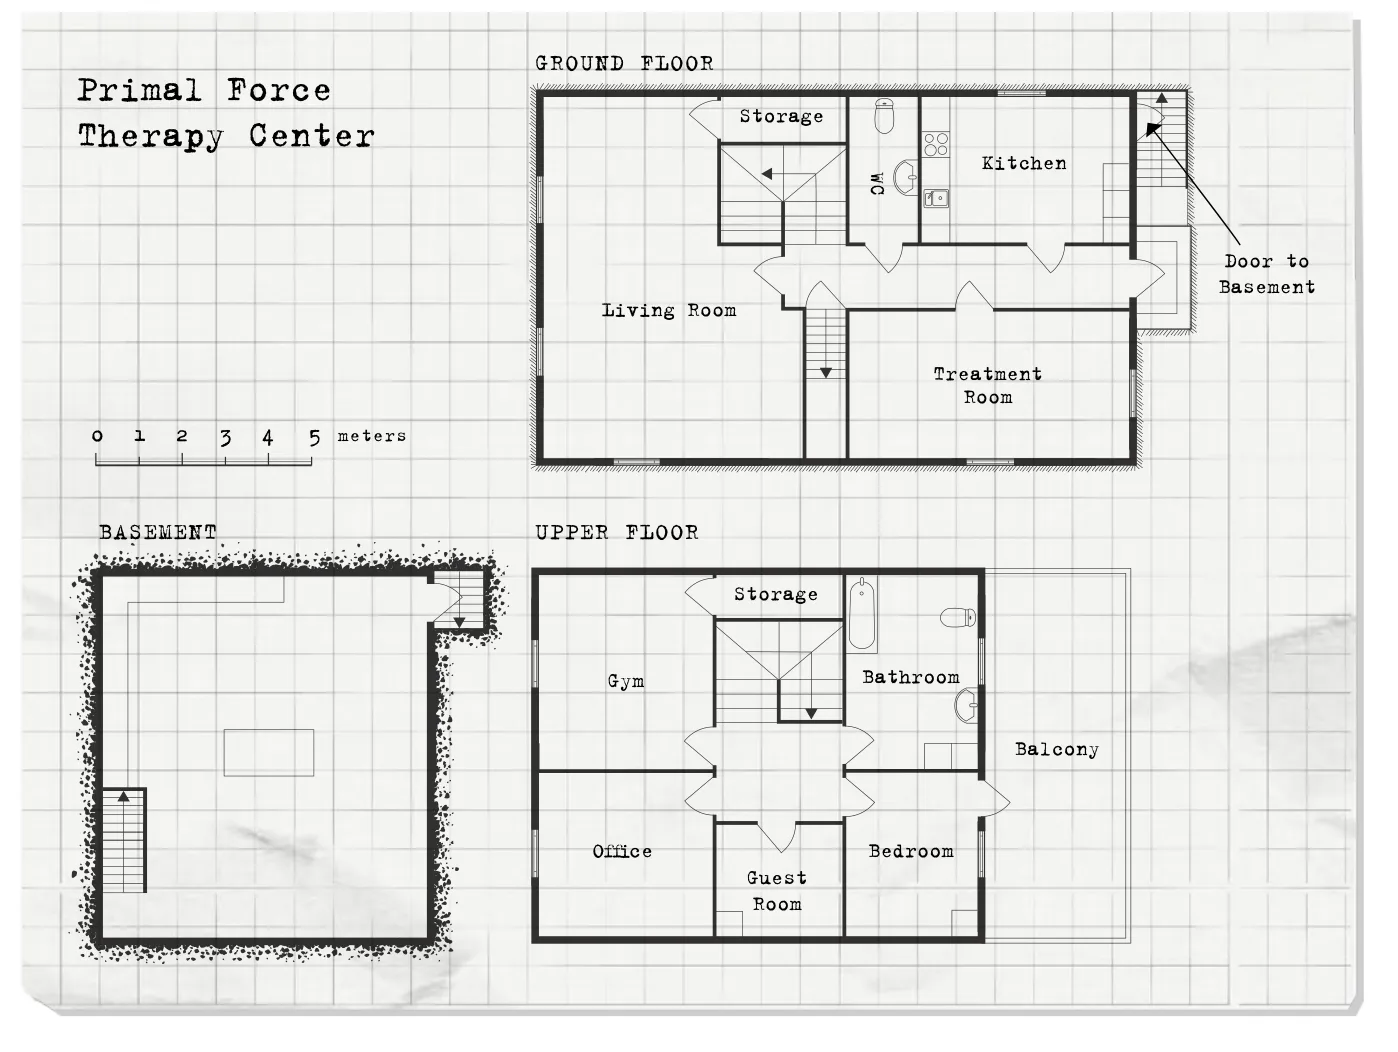 Primal Force
Therapy Center
GROUND FLOOR
Storage
WC
Kitchen
Door to
Basement
Living Room
Treatment
Room
0 1 2 3 4 5 meters
BASEMENT
UPPER FLOOR
Storage
Gym
Bathroom
Balcony
Office
Bedroom
Guest
Room